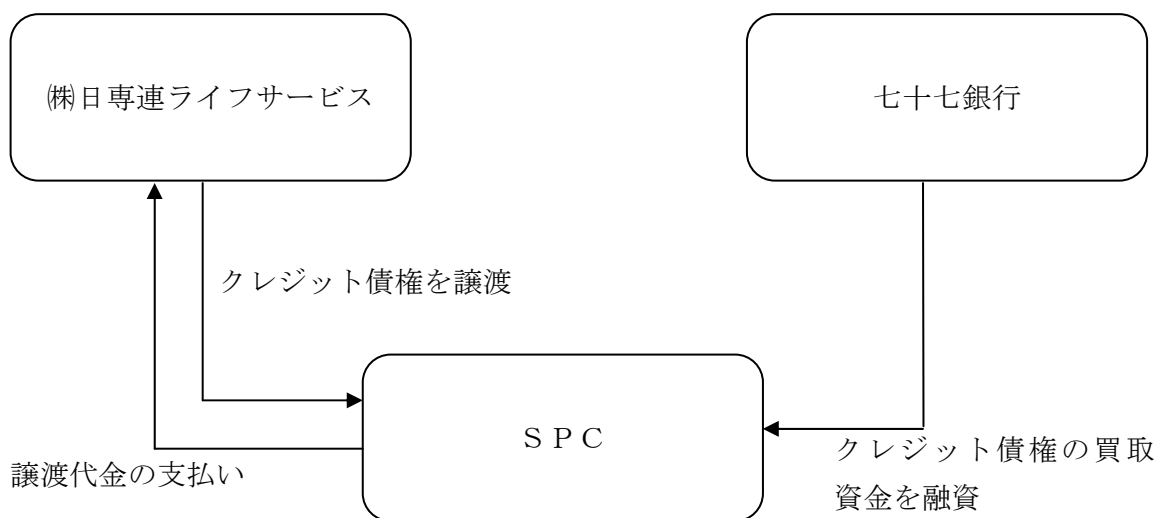 ㈱日専連ライフサービス
七十七銀行
クレジット債権を譲渡
ＳＰＣ
譲渡代金の支払い
クレジット債権の買取
資金を融資